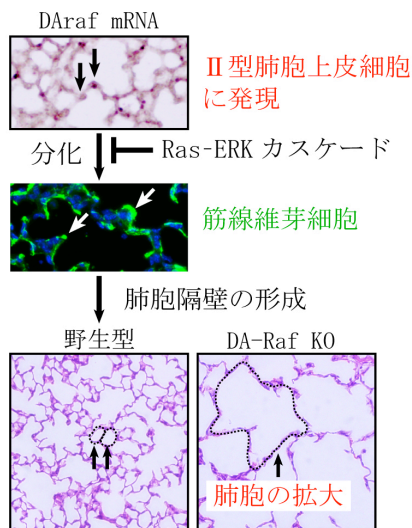 DAraf mRNA
II型肺胞上皮細胞
に発現
分化
Ras-ERK カスケード
筋線維芽細胞
肺胞隔壁の形成
野生型
DA-Raf KO
肺胞の拡大